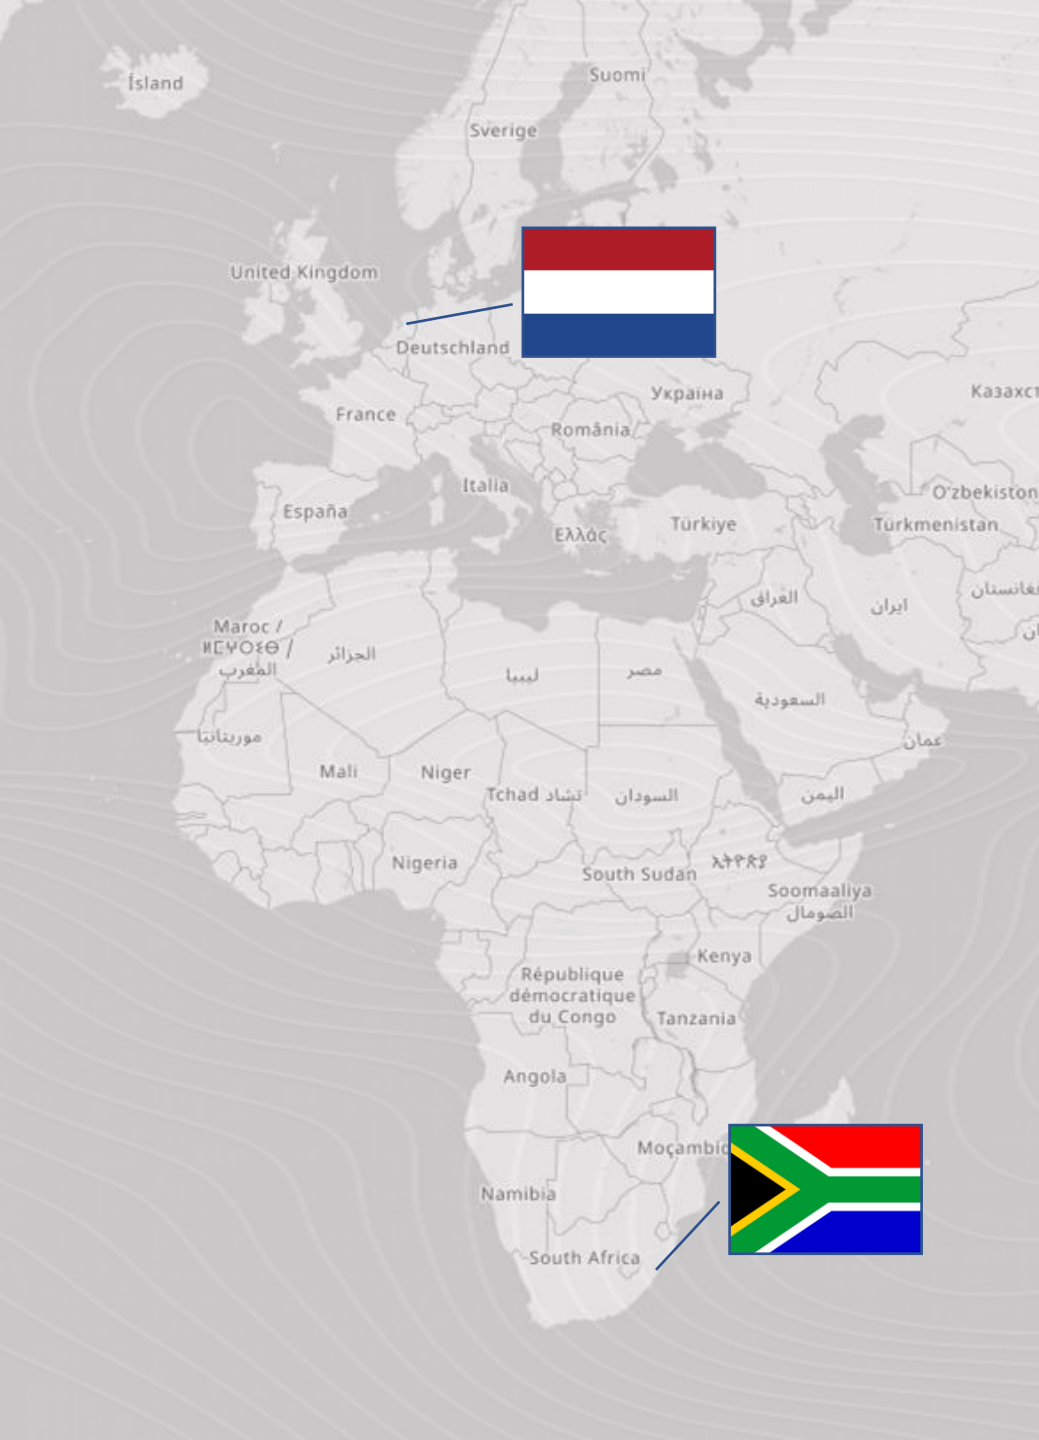 Ísland
Suomi
Sverige
United Kingdom
Deutschland
Україна
Казахст
France
România
Italia
O'zbekiston
España
Türkiye
Türkmenistan
Ελλάς
العراق
ایران
Maroc /
ⵍⵎⵖⵔⵉⴱ /
المغرب
الجزائر
ليبيا
مصر
السعودية
موريتانيا
عمان
Mali
Niger
Tchad تشاد
السودان
اليمن
Nigeria
South Sudan
ኢትዮጵያ
Soomaaliya
الصومال
Kenya
République
démocratique
du Congo
Tanzania
Angola
Moçambic
Namibia
South Africa